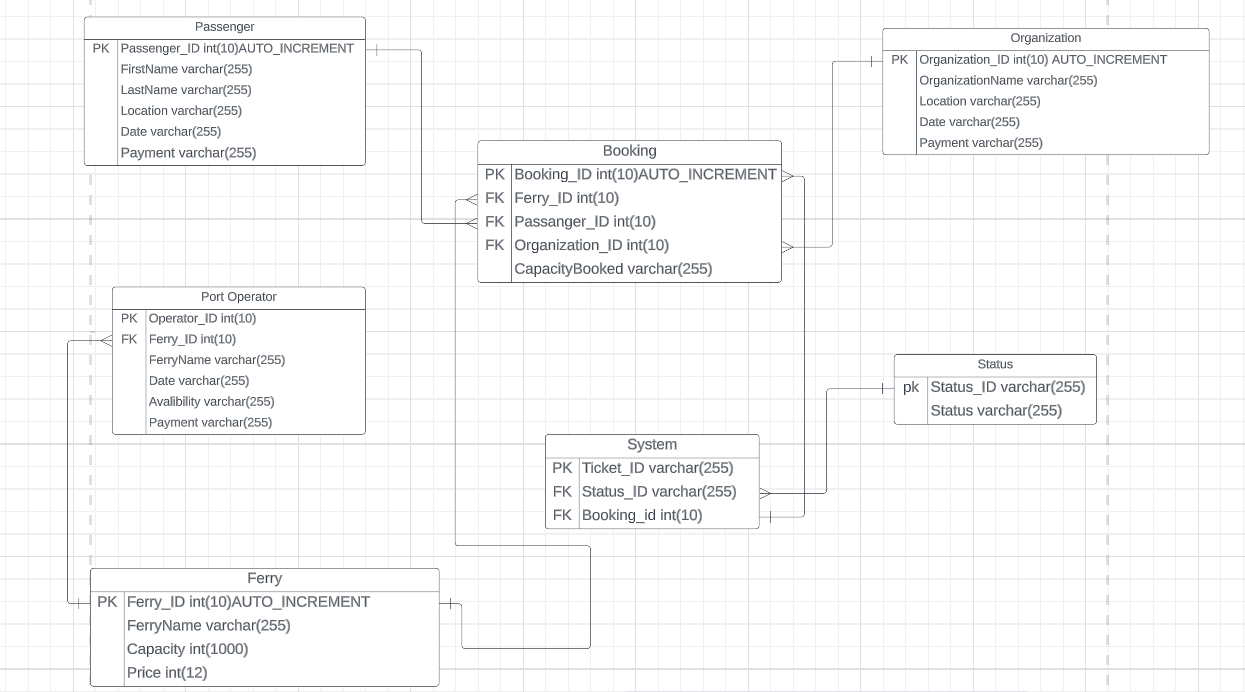 Passenger
PK Passenger_ID int(10)AUTO_INCREMENT
FirstName varchar(255)
LastName varchar(255)
Location varchar(255)
Date varchar(255)
Payment varchar(255)
Organization
PK Organization_ID int(10) AUTO_INCREMENT
OrganizationName varchar(255)
Location varchar(255)
Date varchar(255)
Payment varchar(255)
Booking
PK Booking_ID int(10)AUTO_INCREMENT
FK Ferry_ID int(10)
FK Passanger_ID int(10)
FK Organization_ID int(10)
CapacityBooked varchar(255)
Port Operator
PK Operator_ID int(10)
FK Ferry_ID int(10)
FerryName varchar(255)
Date varchar(255)
Avalibility varchar(255)
Payment varchar(255)
Status
pk Status_ID varchar(255)
Status varchar(255)
System
PK Ticket_ID varchar(255)
FK Status_ID varchar(255)
FK Booking_id int(10)
Ferry
PK Ferry_ID int(10)AUTO_INCREMENT
FerryName varchar(255)
Capacity int(1000)
Price int(12)